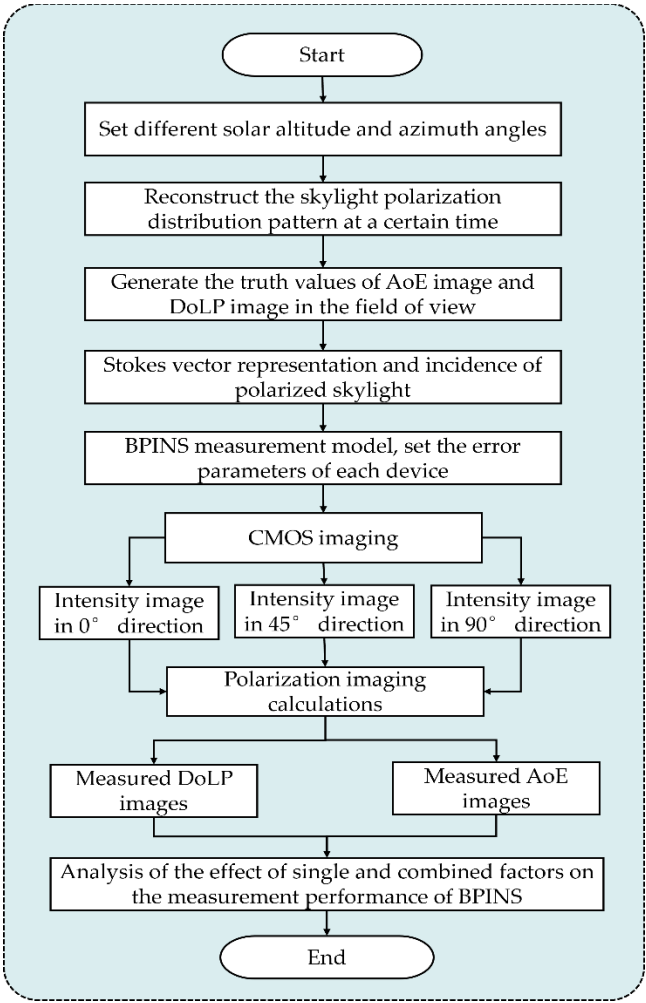 Start
Set different solar altitude and azimuth angles
Reconstruct the skylight polarization
distribution pattern at a certain time
Generate the truth values of AoE image and
DoLP image in the field of view
Stokes vector representation and incidence of
polarized skylight
BPINS measurement model, set the error
parameters of each device
CMOS imaging
Intensity image
in 0° direction
Intensity image
in 45° direction
Intensity image
in 90° direction
Polarization imaging
calculations
Measured DoLP
images
Measured AoE
images
Analysis of the effect of single and combined factors on
the measurement performance of BPINS
End